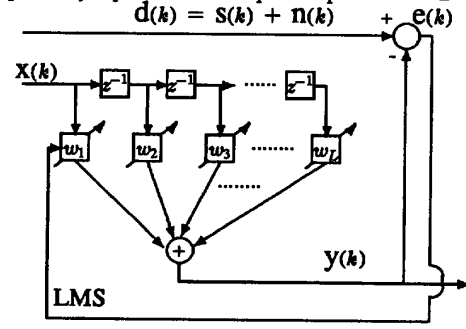 d(k) = s(k) + n(k)
+ e(k)
-
x(k) z⁻¹ z⁻¹ ...... z⁻¹
w₁ w₂ w₃ ........ w_L
........
+
y(k)
LMS